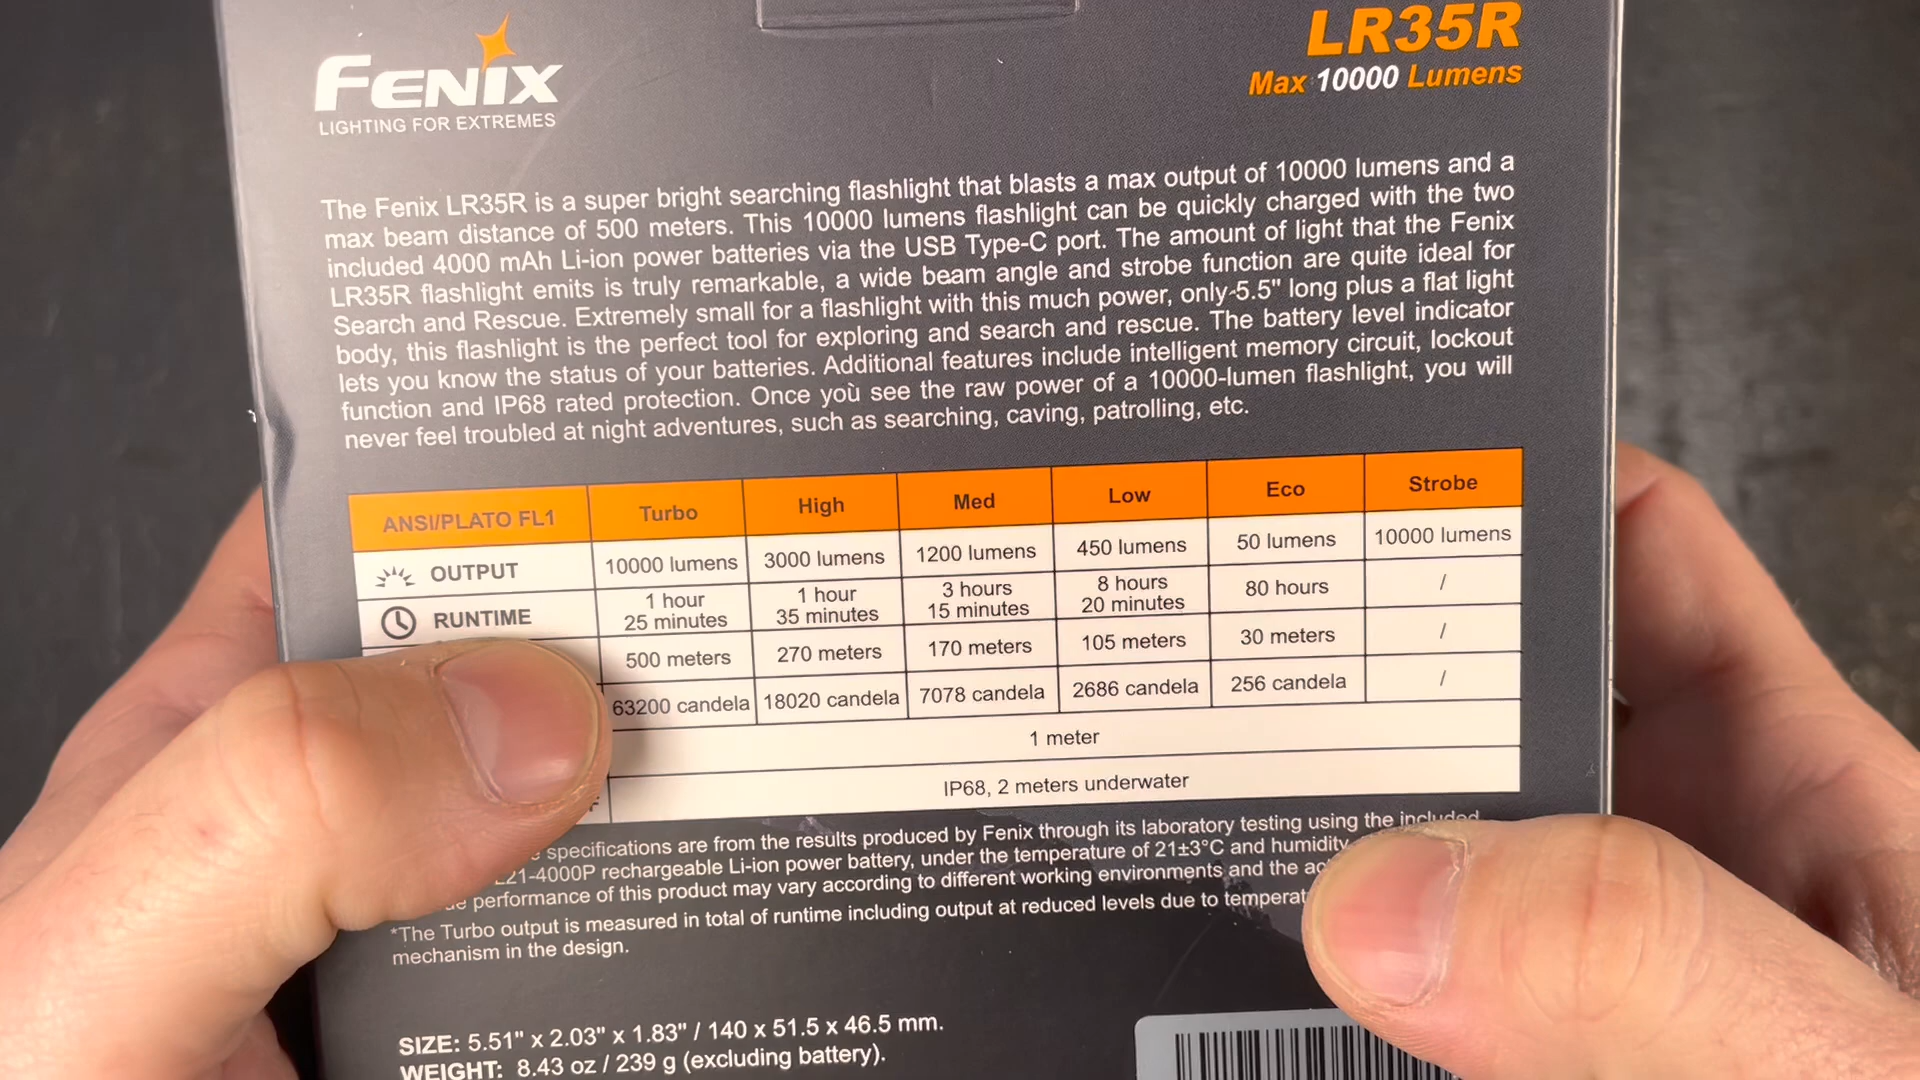 FENIX
LIGHTING FOR EXTREMES
LR35R
Max 10000 Lumens
The Fenix LR35R is a super bright searching flashlight that blasts a max output of 10000 lumens and a
max beam distance of 500 meters. This 10000 lumens flashlight can be quickly charged with the two
included 4000 mAh Li-ion power batteries via the USB Type-C port. The amount of light that the Fenix
LR35R flashlight emits is truly remarkable, a wide beam angle and strobe function are quite ideal for
Search and Rescue. Extremely small for a flashlight with this much power, only 5.5" long plus a flat light
body, this flashlight is the perfect tool for exploring and search and rescue. The battery level indicator
lets you know the status of your batteries. Additional features include intelligent memory circuit, lockout
function and IP68 rated protection. Once you see the raw power of a 10000-lumen flashlight, you will
never feel troubled at night adventures, such as searching, caving, patrolling, etc.
ANSI/PLATO FL1 Turbo High Med Low Eco Strobe
OUTPUT 10000 lumens 3000 lumens 1200 lumens 450 lumens 50 lumens 10000 lumens
RUNTIME 1 hour 25 minutes 1 hour 35 minutes 3 hours 15 minutes 8 hours 20 minutes 80 hours /
500 meters 270 meters 170 meters 105 meters 30 meters /
63200 candela 18020 candela 7078 candela 2686 candela 256 candela /
1 meter
IP68, 2 meters underwater
specifications are from the results produced by Fenix through its laboratory testing using the included
L21-4000P rechargeable Li-ion power battery, under the temperature of 21±3°C and humidity
performance of this product may vary according to different working environments and the
*The Turbo output is measured in total of runtime including output at reduced levels due to
mechanism in the design.
SIZE: 5.51" x 2.03" x 1.83" / 140 x 51.5 x 46.5 mm.
WEIGHT: 8.43 oz / 239 g (excluding battery).